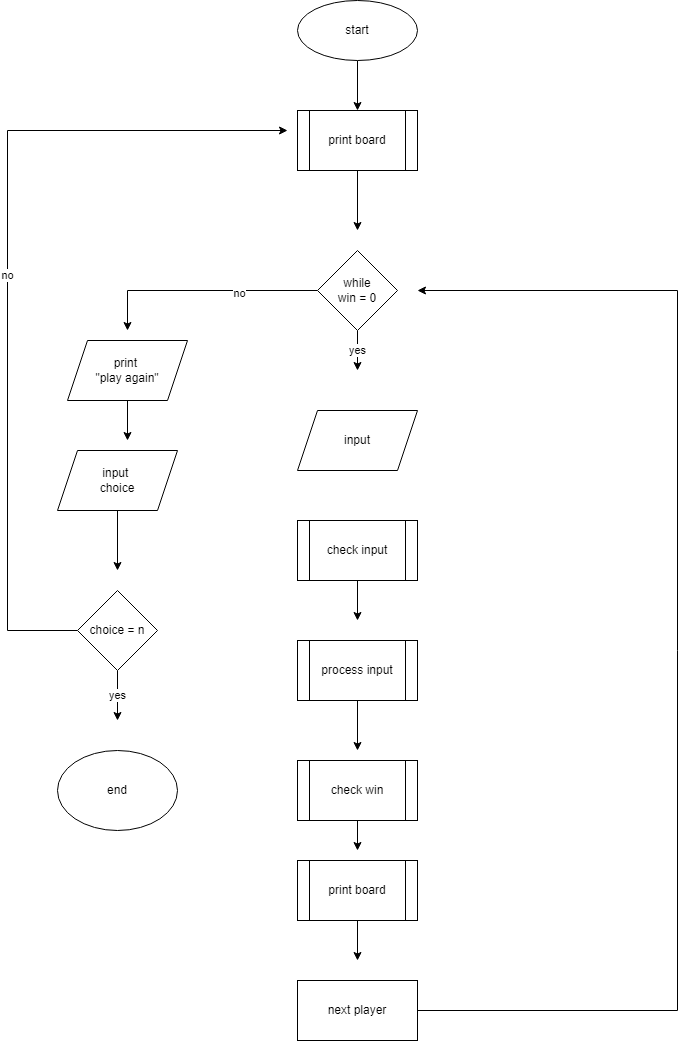 start
print board
while
win = 0
no
yes
print
"play again"
input
choice
no
choice = n
yes
end
input
check input
process input
check win
print board
next player